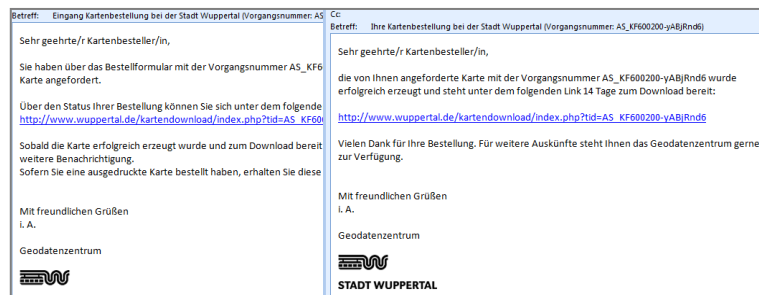 Betreff: Eingang Kartenbestellung bei der Stadt Wuppertal (Vorgangsnummer: AS
Sehr geehrte/r Kartenbesteller/in,
Sie haben über das Bestellformular mit der Vorgangsnummer AS_KF6
Karte angefordert.
Über den Status Ihrer Bestellung können Sie sich unter dem folgende
http://www.wuppertal.de/kartendownload/index.php?tid=AS_KF600
Sobald die Karte erfolgreich erzeugt wurde und zum Download bereit
weitere Benachrichtigung.
Sofern Sie eine ausgedruckte Karte bestellt haben, erhalten Sie diese
Mit freundlichen Grüßen
i. A.
Geodatenzentrum
Cc:
Betreff: Ihre Kartenbestellung bei der Stadt Wuppertal (Vorgangsnummer: AS_KF600200-yABjRnd6)
Sehr geehrte/r Kartenbesteller/in,
die von Ihnen angeforderte Karte mit der Vorgangsnummer AS_KF600200-yABjRnd6 wurde
erfolgreich erzeugt und steht unter dem folgenden Link 14 Tage zum Download bereit:
http://www.wuppertal.de/kartendownload/index.php?tid=AS_KF600200-yABjRnd6
Vielen Dank für Ihre Bestellung. Für weitere Auskünfte steht Ihnen das Geodatenzentrum gerne
zur Verfügung.
Mit freundlichen Grüßen
i. A.
Geodatenzentrum
STADT WUPPERTAL